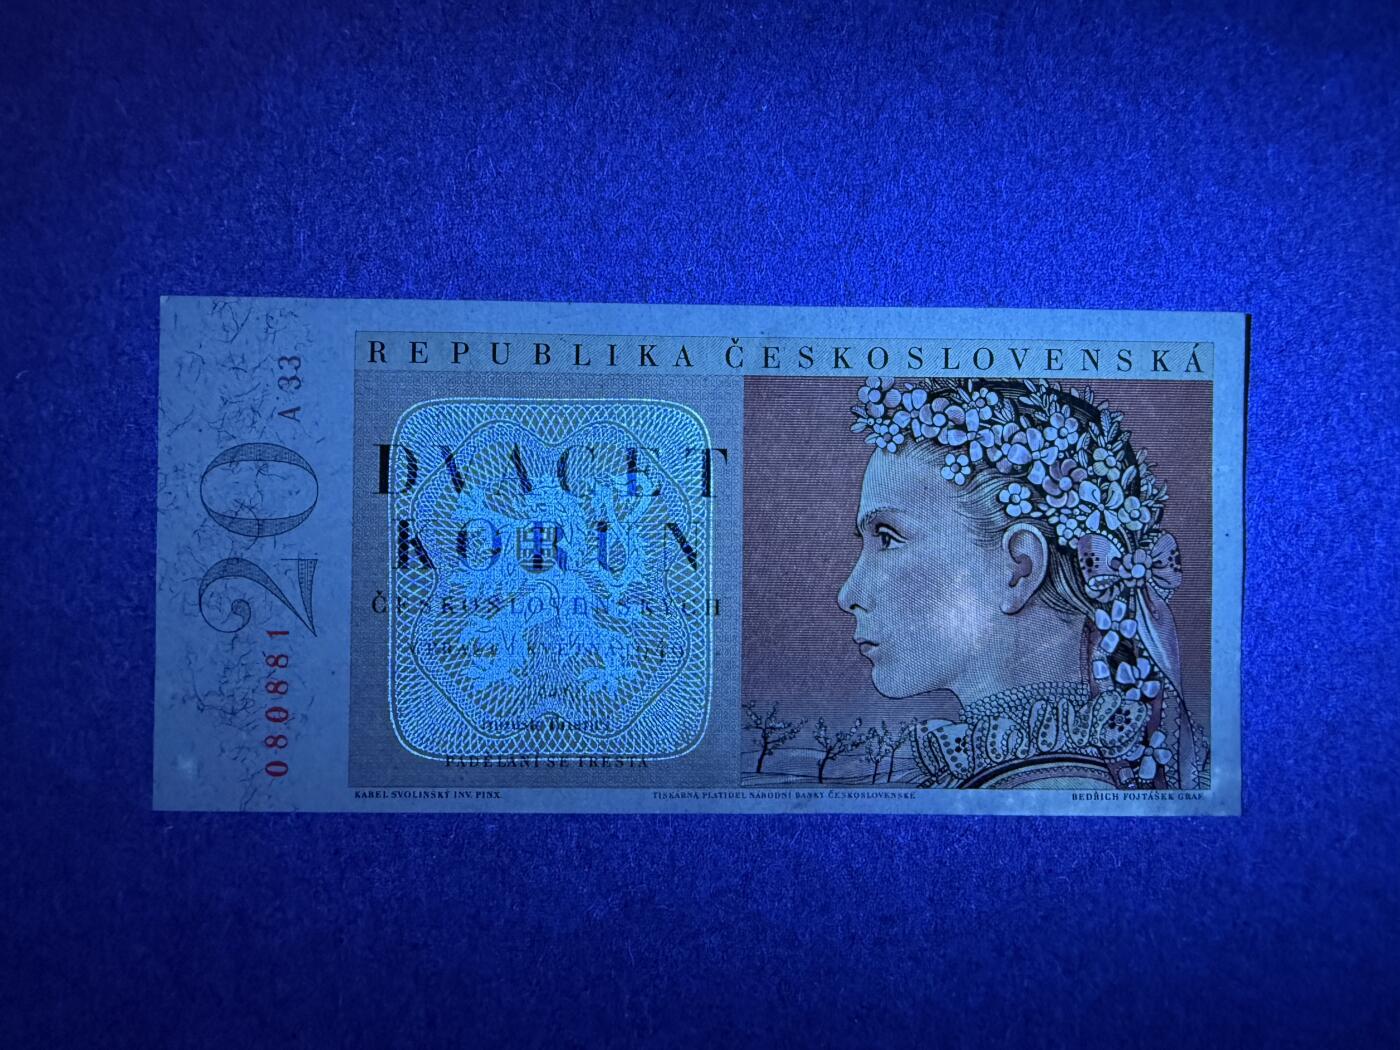 REPUBLIKA ČESKOSLOVENSKÁ
A 33
20
080881
DVACET
KORUN
ČESKOSLOVENSKÝCH
PADĚLÁNÍ SE TRESTÁ
KAREL SVOLINSKÝ INV. PINX.
TISKÁRNA PLATIDEL NÁRODNÍ BANKY ČESKOSLOVENSKÉ
BEDŘICH FOJTÁŠEK GRAF.